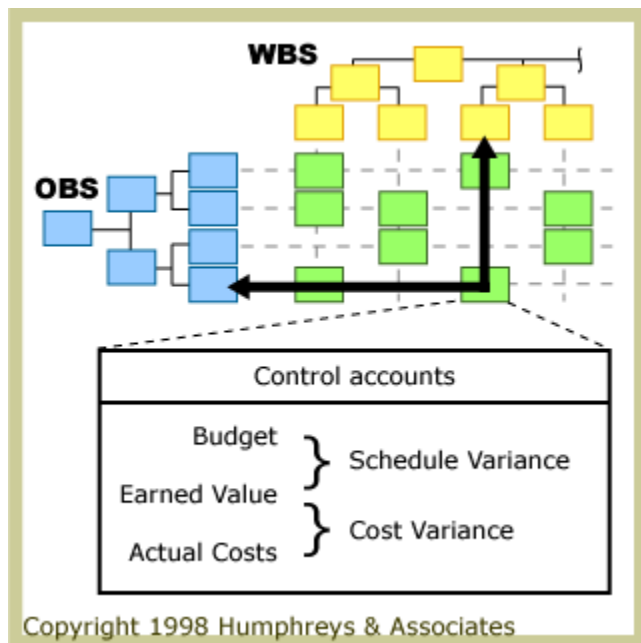 WBS
OBS
Control accounts
Budget
Schedule Variance
Earned Value
Cost Variance
Actual Costs
Copyright 1998 Humphreys & Associates